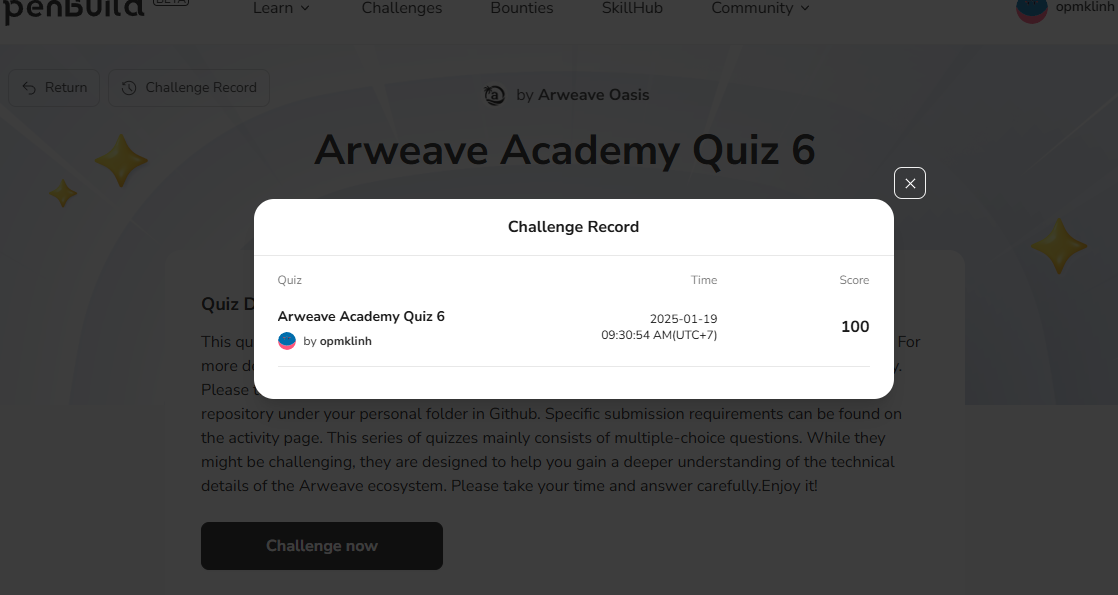 penBuild BETA Learn Challenges Bounties SkillHub Community opmklinh
Return Challenge Record
by Arweave Oasis
Arweave Academy Quiz 6
Challenge Record
Quiz Time Score
Arweave Academy Quiz 6
by opmklinh
2025-01-19
09:30:54 AM(UTC+7)
100
Quiz D
This qu For
more d y.
Please
repository under your personal folder in Github. Specific submission requirements can be found on
the activity page. This series of quizzes mainly consists of multiple-choice questions. While they
might be challenging, they are designed to help you gain a deeper understanding of the technical
details of the Arweave ecosystem. Please take your time and answer carefully.Enjoy it!
Challenge now